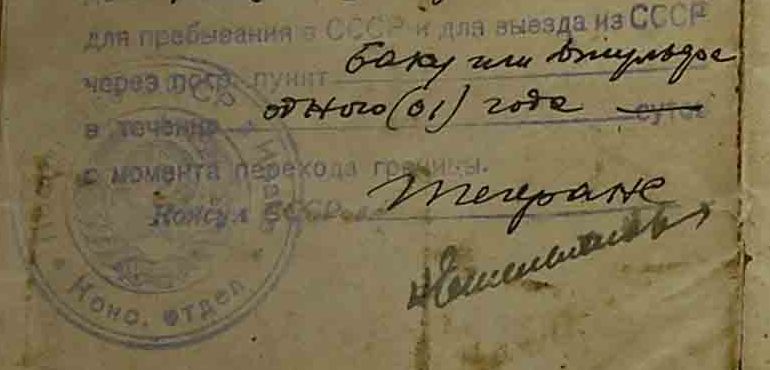 для пребывания в СССР и для выезда из СССР
через погр. пункт Баку или Джульфа
в течение одного (01) года суток
с момента перехода границы.
Консул СССР в Тегеране
Конс. отдел